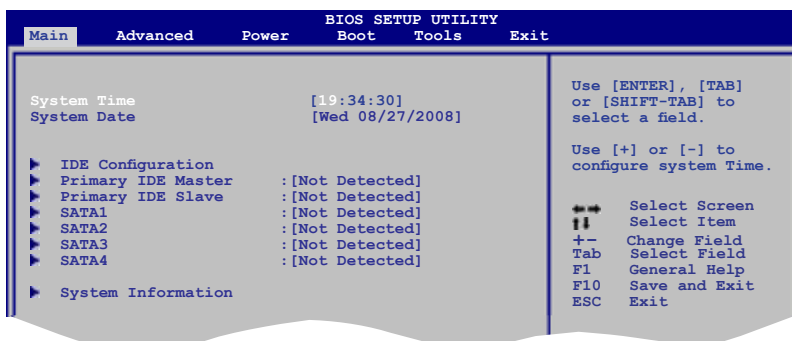 BIOS SETUP UTILITY
Main Advanced Power Boot Tools Exit
System Time [19:34:30]
System Date [Wed 08/27/2008]
IDE Configuration
Primary IDE Master :[Not Detected]
Primary IDE Slave :[Not Detected]
SATA1 :[Not Detected]
SATA2 :[Not Detected]
SATA3 :[Not Detected]
SATA4 :[Not Detected]
System Information
Use [ENTER], [TAB]
or [SHIFT-TAB] to
select a field.
Use [+] or [-] to
configure system Time.
←→ Select Screen
↑↓ Select Item
+- Change Field
Tab Select Field
F1 General Help
F10 Save and Exit
ESC Exit